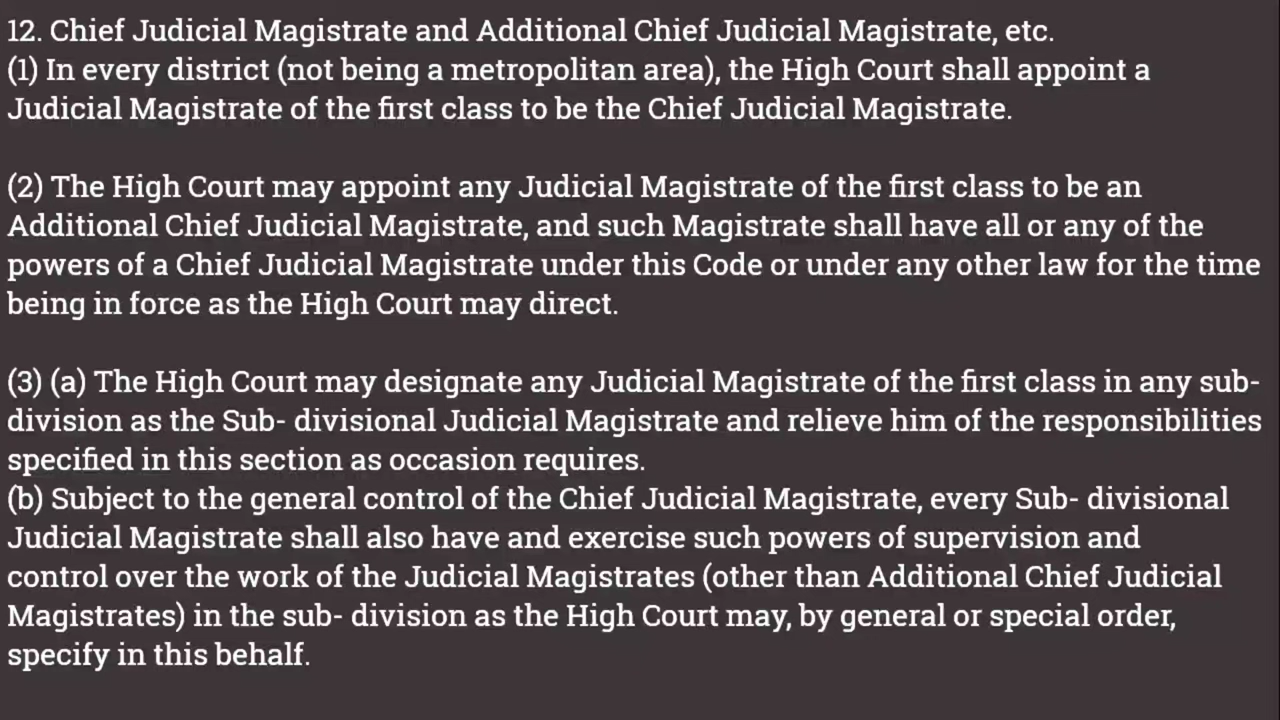 12. Chief Judicial Magistrate and Additional Chief Judicial Magistrate, etc.
(1) In every district (not being a metropolitan area), the High Court shall appoint a
Judicial Magistrate of the first class to be the Chief Judicial Magistrate.
(2) The High Court may appoint any Judicial Magistrate of the first class to be an
Additional Chief Judicial Magistrate, and such Magistrate shall have all or any of the
powers of a Chief Judicial Magistrate under this Code or under any other law for the time
being in force as the High Court may direct.
(3) (a) The High Court may designate any Judicial Magistrate of the first class in any sub-
division as the Sub- divisional Judicial Magistrate and relieve him of the responsibilities
specified in this section as occasion requires.
(b) Subject to the general control of the Chief Judicial Magistrate, every Sub- divisional
Judicial Magistrate shall also have and exercise such powers of supervision and
control over the work of the Judicial Magistrates (other than Additional Chief Judicial
Magistrates) in the sub- division as the High Court may, by general or special order,
specify in this behalf.